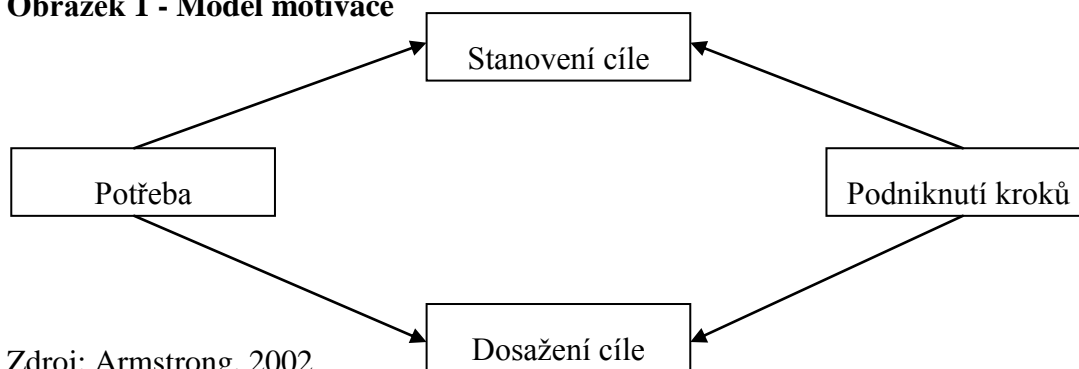 Obrázek 1 - Model motivace
Stanovení cíle
Potřeba
Podniknutí kroků
Dosažení cíle
Zdroj: Armstrong, 2002